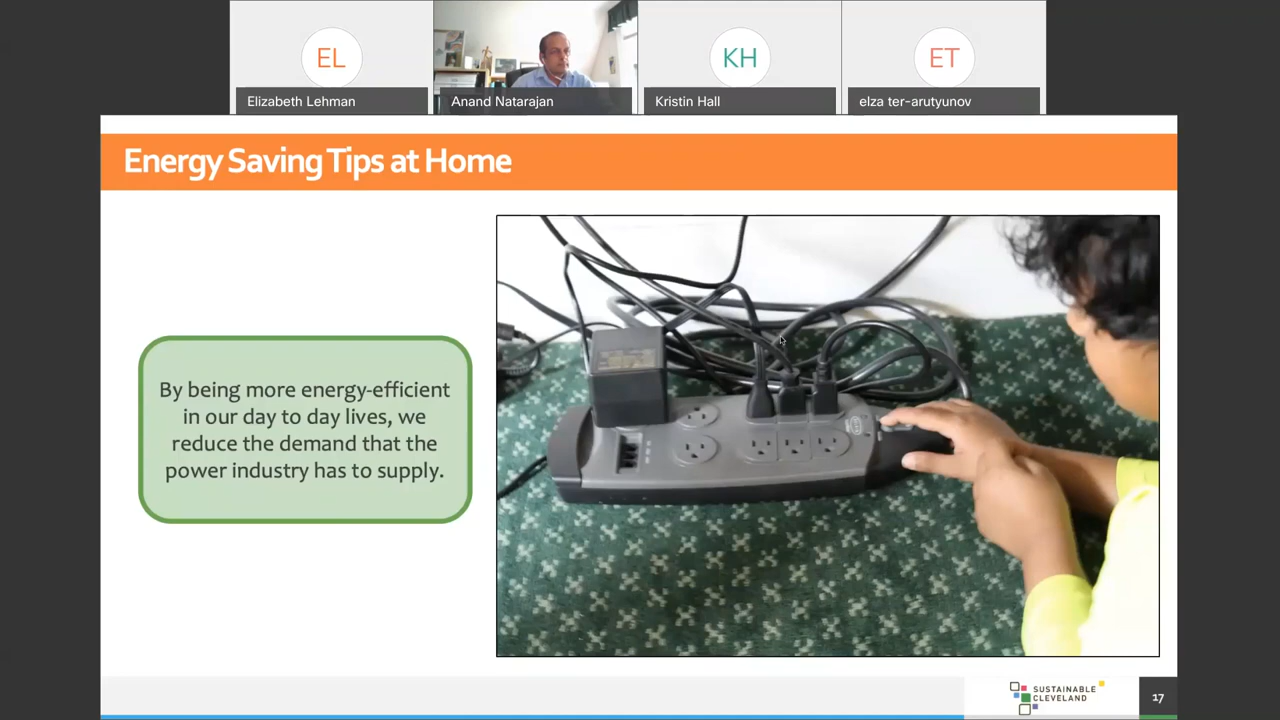 EL
Elizabeth Lehman
Anand Natarajan
KH
Kristin Hall
ET
elza ter-arutyunov
Energy Saving Tips at Home
By being more energy-efficient
in our day to day lives, we
reduce the demand that the
power industry has to supply.
SUSTAINABLE
CLEVELAND
17